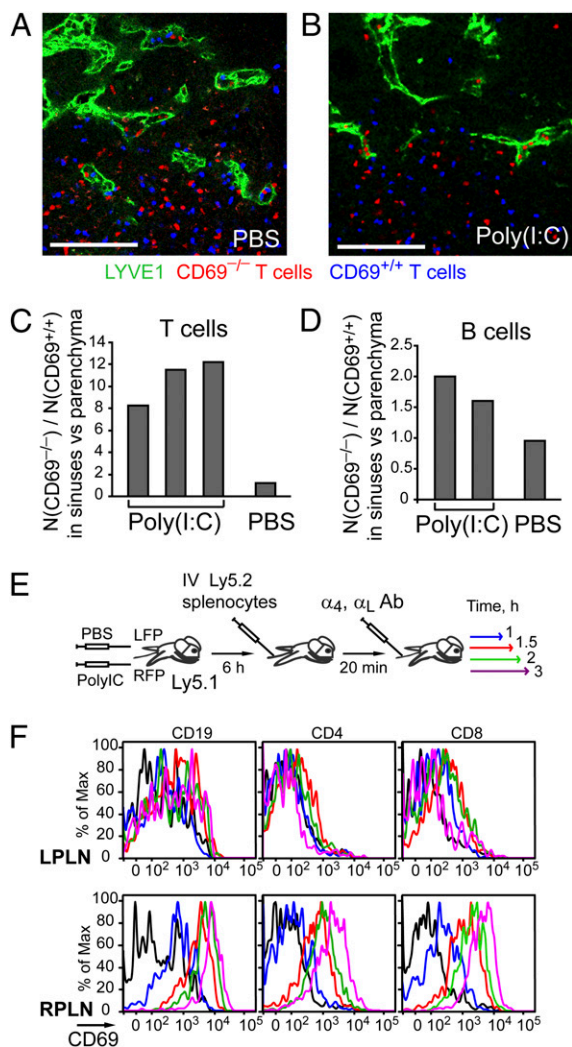 A
B
PBS
Poly(I:C)
LYVE1 CD69−/− T cells CD69+/+ T cells
C
T cells
N(CD69−/−) / N(CD69+/+)
in sinuses vs parenchyma
14
12
10
8
6
4
2
0
Poly(I:C) PBS
D
B cells
N(CD69−/−) / N(CD69+/+)
in sinuses vs parenchyma
2.5
2.0
1.5
1
0.5
0
Poly(I:C) PBS
E
IV Ly5.2
splenocytes
α4, αL Ab
Time, h
PBS LFP
PolyIC RFP
Ly5.1
6 h
20 min
1
1.5
2
3
F
CD19 CD4 CD8
% of Max
100
80
60
40
20
0
LPLN
0 10² 10³ 10⁴ 10⁵ 0 10² 10³ 10⁴ 10⁵ 0 10² 10³ 10⁴ 10⁵
% of Max
100
80
60
40
20
0
RPLN
0 10² 10³ 10⁴ 10⁵ 0 10² 10³ 10⁴ 10⁵ 0 10² 10³ 10⁴ 10⁵
CD69